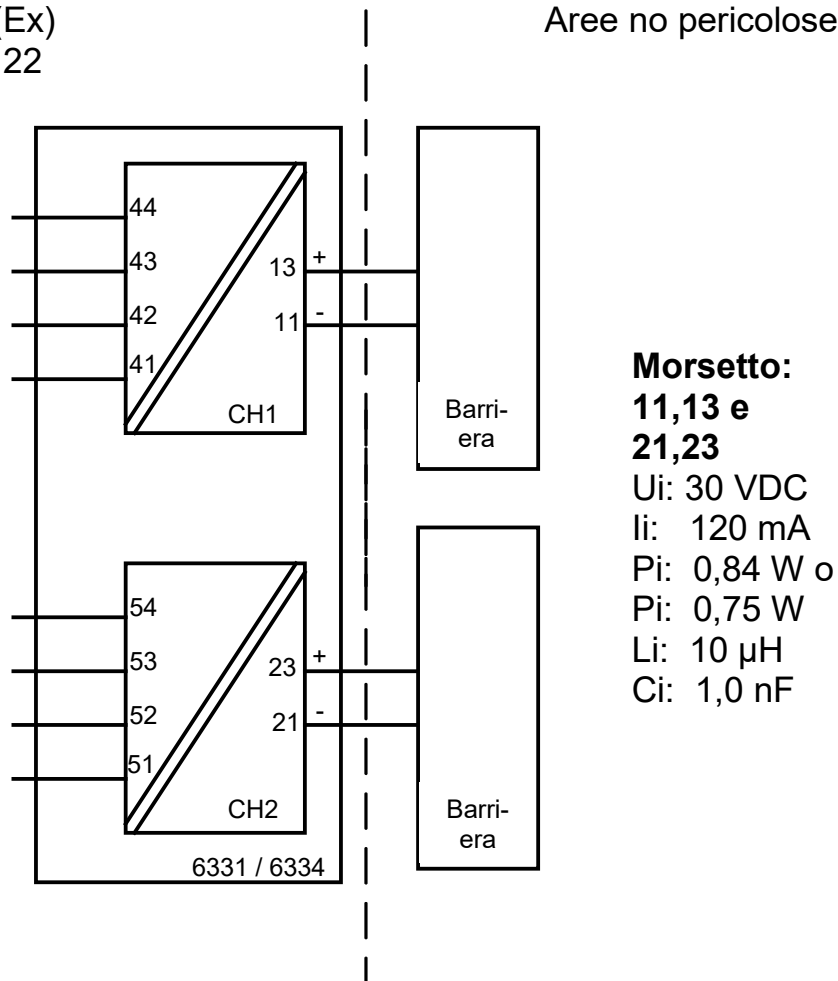 (Ex)
22
Aree no pericolose
44
43
42
41
13
+
11
-
CH1
Barri-
era
54
53
52
51
23
+
21
-
CH2
Barri-
era
6331 / 6334
Morsetto:
11,13 e
21,23
Ui: 30 VDC
Ii: 120 mA
Pi: 0,84 W o
Pi: 0,75 W
Li: 10 µH
Ci: 1,0 nF